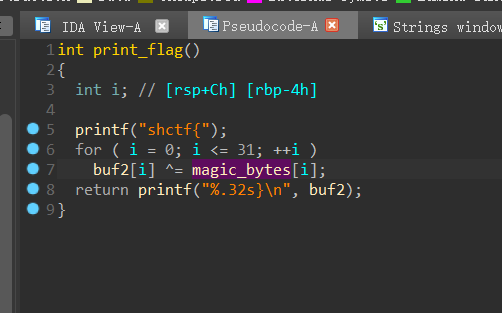 IDA View-A
Pseudocode-A
Strings window
1 int print_flag()
2 {
3   int i; // [rsp+Ch] [rbp-4h]
4
5   printf("shctf{");
6   for ( i = 0; i <= 31; ++i )
7     buf2[i] ^= magic_bytes[i];
8   return printf("%.32s}\n", buf2);
9 }